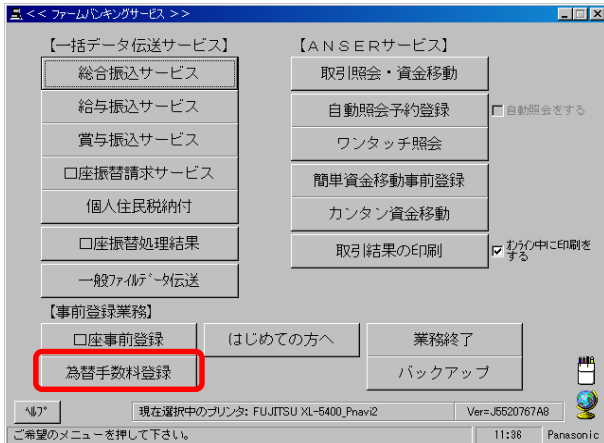 << ファームバンキングサービス >>
【一括データ伝送サービス】
総合振込サービス
給与振込サービス
賞与振込サービス
口座振替請求サービス
個人住民税納付
口座振替処理結果
一般ファイルデータ伝送
【ANSERサービス】
取引照会・資金移動
自動照会予約登録
自動照会をする
ワンタッチ照会
簡単資金移動事前登録
カンタン資金移動
取引結果の印刷
オンライン中に印刷を
する
【事前登録業務】
口座事前登録
はじめての方へ
業務終了
為替手数料登録
バックアップ
ヘルプ
現在選択中のプリンタ: FUJITSU XL-5400_Pnavi2
Ver=J5520767A8
ご希望のメニューを押して下さい。
11:36
Panasonic